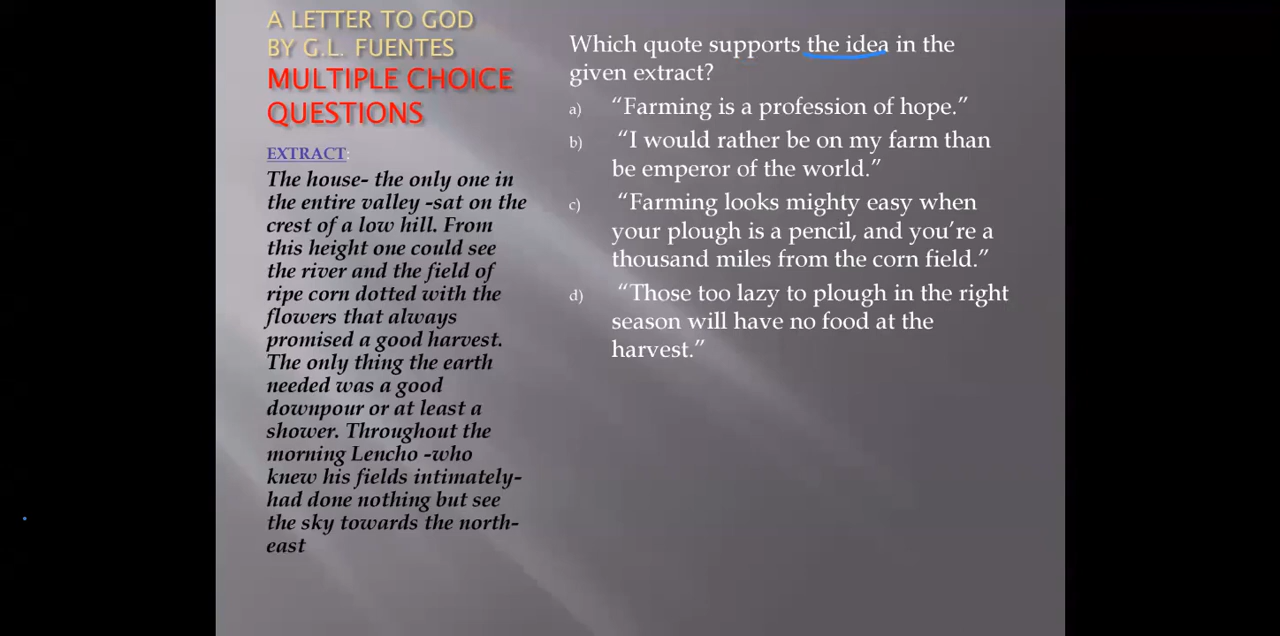 A LETTER TO GOD
BY G.L. FUENTES
MULTIPLE CHOICE
QUESTIONS
EXTRACT:
The house- the only one in
the entire valley -sat on the
crest of a low hill. From
this height one could see
the river and the field of
ripe corn dotted with the
flowers that always
promised a good harvest.
The only thing the earth
needed was a good
downpour or at least a
shower. Throughout the
morning Lencho -who
knew his fields intimately-
had done nothing but see
the sky towards the north-
east
Which quote supports the idea in the
given extract?
a) “Farming is a profession of hope.”
b) “I would rather be on my farm than
be emperor of the world.”
c) “Farming looks mighty easy when
your plough is a pencil, and you’re a
thousand miles from the corn field.”
d) “Those too lazy to plough in the right
season will have no food at the
harvest.”